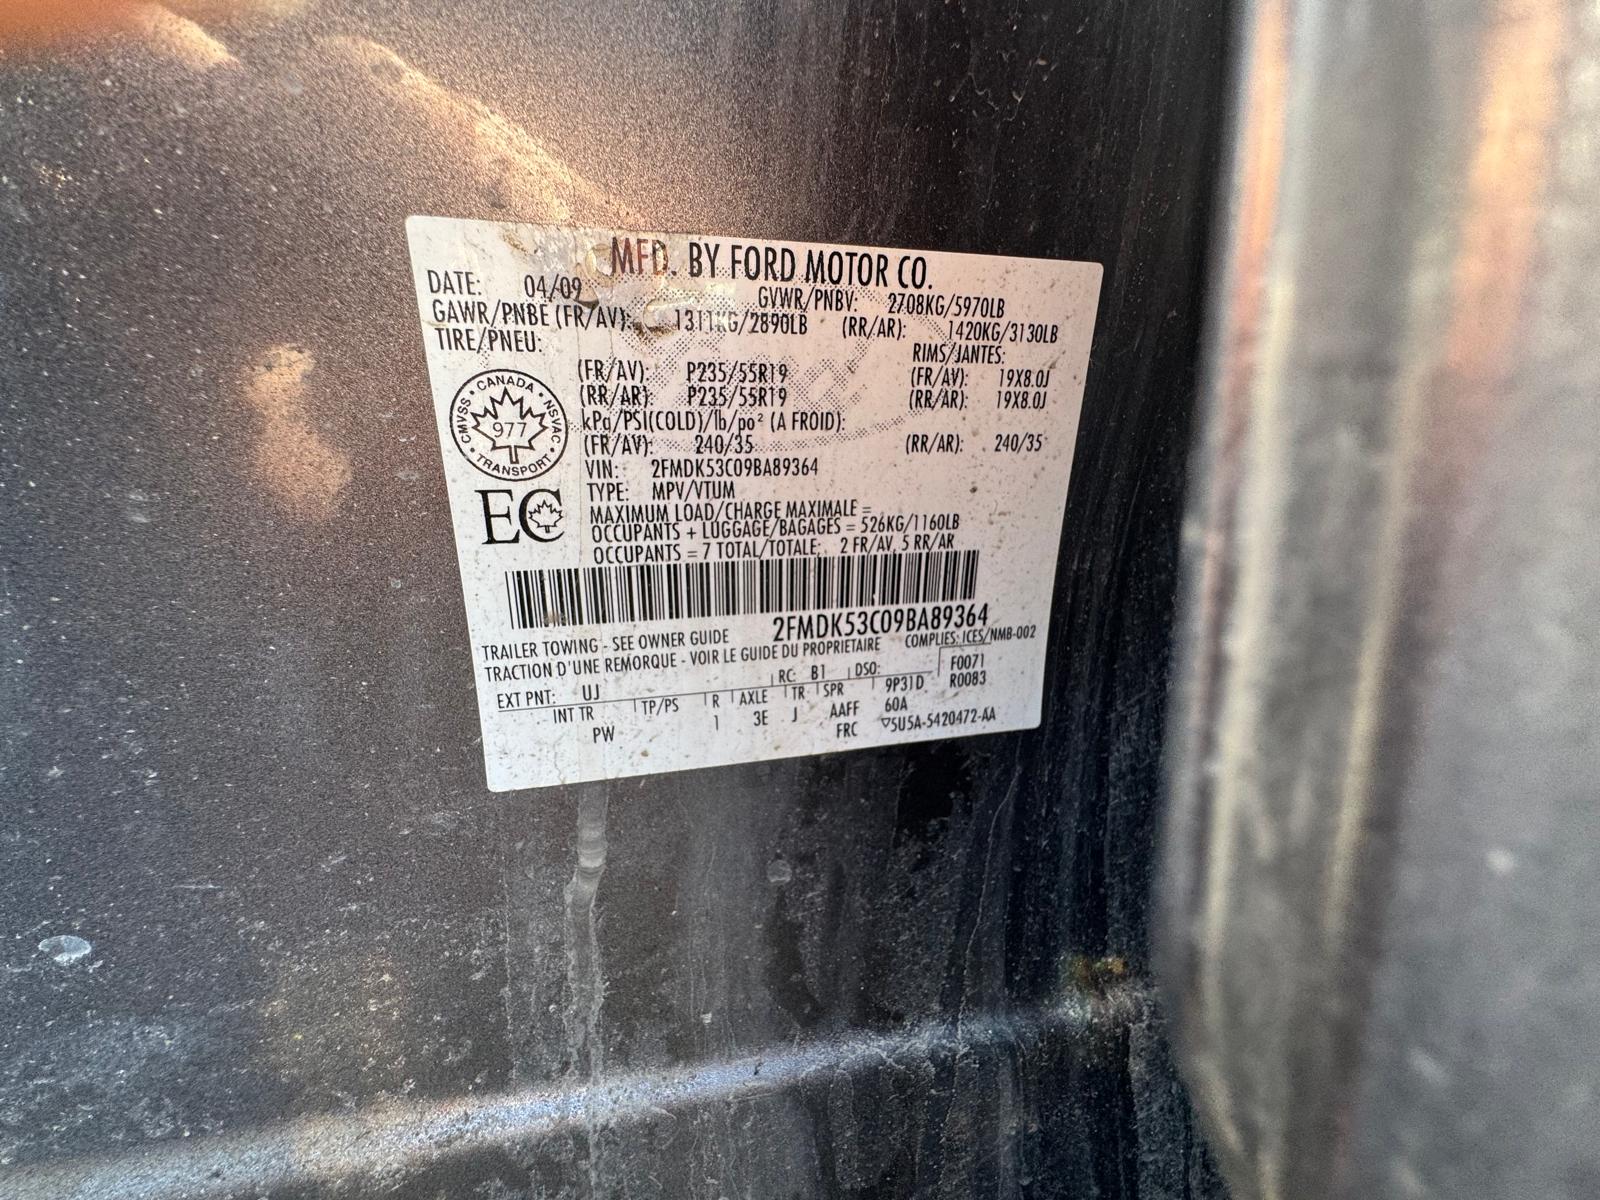 MFD. BY FORD MOTOR CO.
DATE: 04/09 GVWR/PNBV: 2708KG/5970LB
GAWR/PNBE (FR/AV): 1311KG/2890LB (RR/AR): 1420KG/3130LB
TIRE/PNEU: RIMS/JANTES:
(FR/AV): P235/55R19 (FR/AV): 19X8.0J
(RR/AR): P235/55R19 (RR/AR): 19X8.0J
kPa/PSI(COLD)/lb/po² (A FROID):
(FR/AV): 240/35 (RR/AR): 240/35
CANADA
CMVSS NSVAC
977
TRANSPORT
VIN: 2FMDK53C09BA89364
TYPE: MPV/VTUM
EC
MAXIMUM LOAD/CHARGE MAXIMALE =
OCCUPANTS + LUGGAGE/BAGAGES = 526KG/1160LB
OCCUPANTS = 7 TOTAL/TOTALE; 2 FR/AV, 5 RR/AR
2FMDK53C09BA89364
TRAILER TOWING - SEE OWNER GUIDE COMPLIES: ICES/NMB-002
TRACTION D'UNE REMORQUE - VOIR LE GUIDE DU PROPRIETAIRE
EXT PNT: UJ RC: B1 DSO: F0071
R0083
INT TR TP/PS R AXLE TR SPR 9P31D
PW 1 3E J AAFF 60A
FRC ▽5U5A-5420472-AA